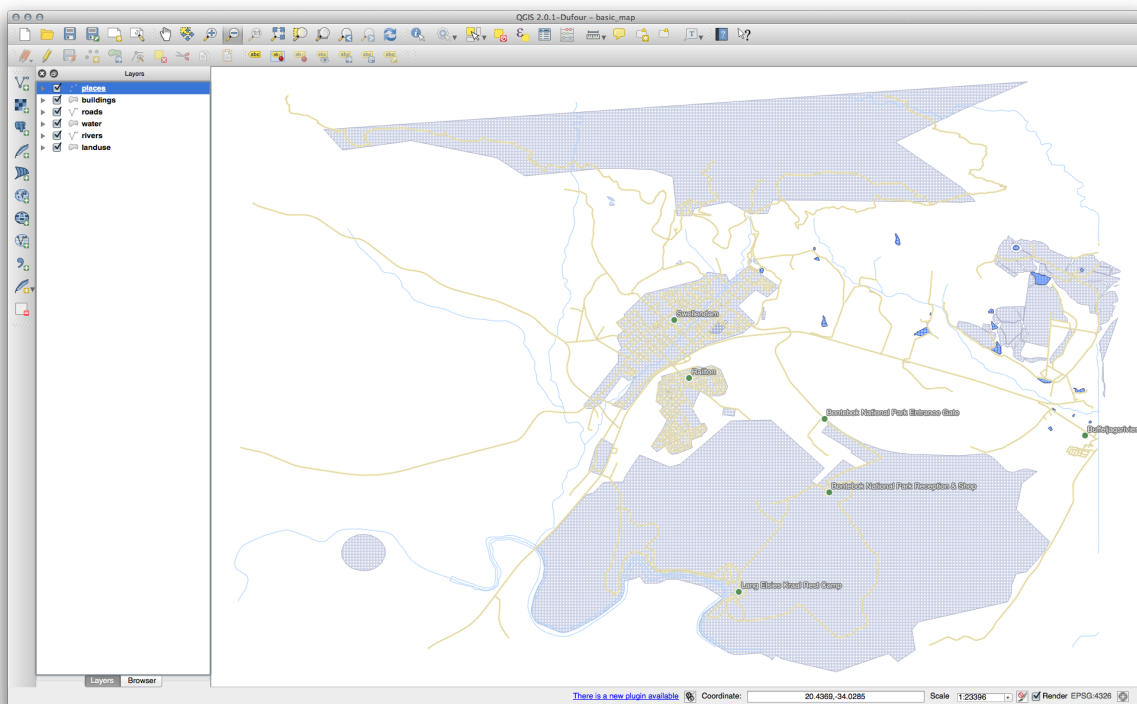 QGIS 2.0.1-Dufour - basic_map
Layers
places
buildings
roads
water
rivers
landuse
Swellendam
Railton
Bontebok National Park Entrance Gate
Buffeljagsrivier
Bontebok National Park Reception & Shop
Lang Elsies Kraal Rest Camp
Layers Browser
There is a new plugin available Coordinate: 20.4369,-34.0285 Scale 1:23396 Render EPSG:4326